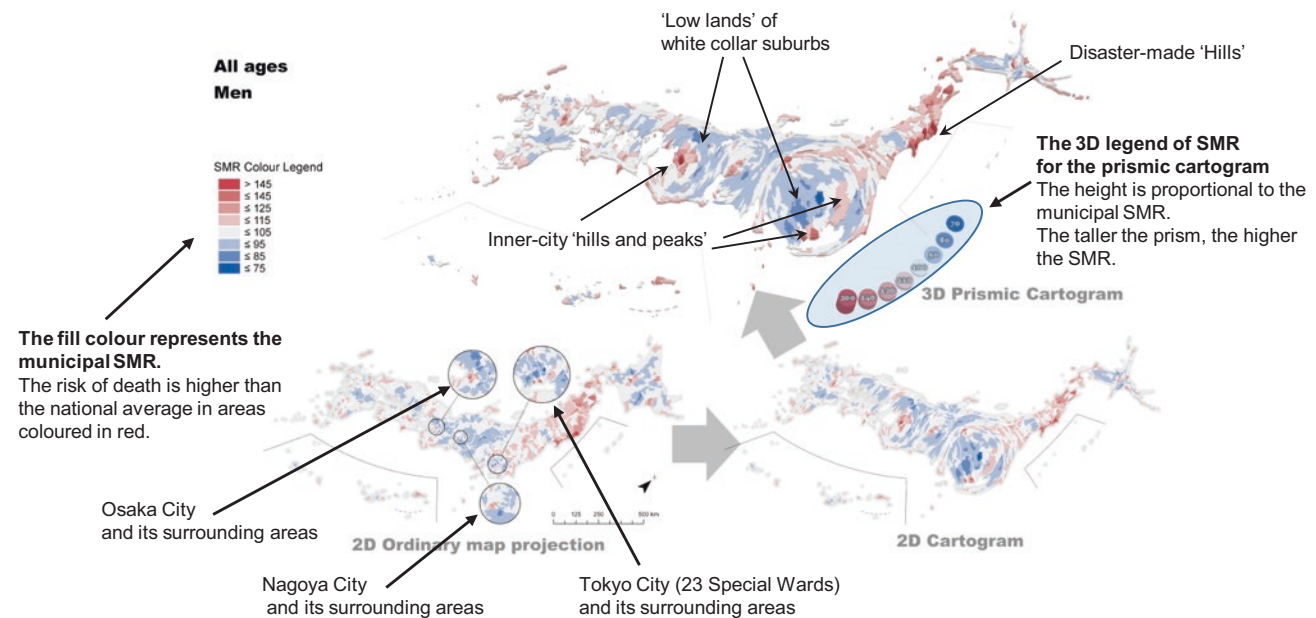 ‘Low lands’ of
white collar suburbs
Disaster-made ‘Hills’
All ages
Men
SMR Colour Legend
> 145
≤ 145
≤ 125
≤ 115
≤ 105
≤ 95
≤ 85
≤ 75
The 3D legend of SMR
for the prismic cartogram
The height is proportional to the
municipal SMR.
The taller the prism, the higher
the SMR.
Inner-city ‘hills and peaks’
3D Prismic Cartogram
The fill colour represents the
municipal SMR.
The risk of death is higher than
the national average in areas
coloured in red.
Osaka City
and its surrounding areas
0 125 250 500 km
2D Ordinary map projection
2D Cartogram
Nagoya City
and its surrounding areas
Tokyo City (23 Special Wards)
and its surrounding areas